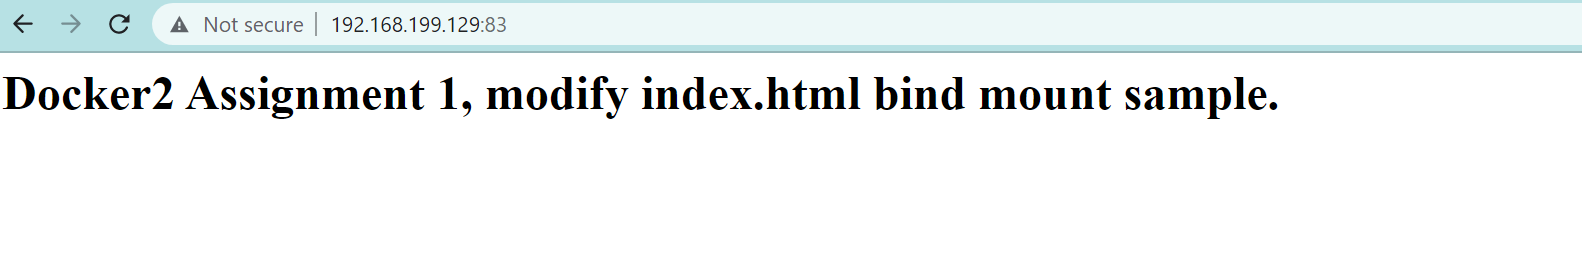 Not secure | 192.168.199.129:83
Docker2 Assignment 1, modify index.html bind mount sample.